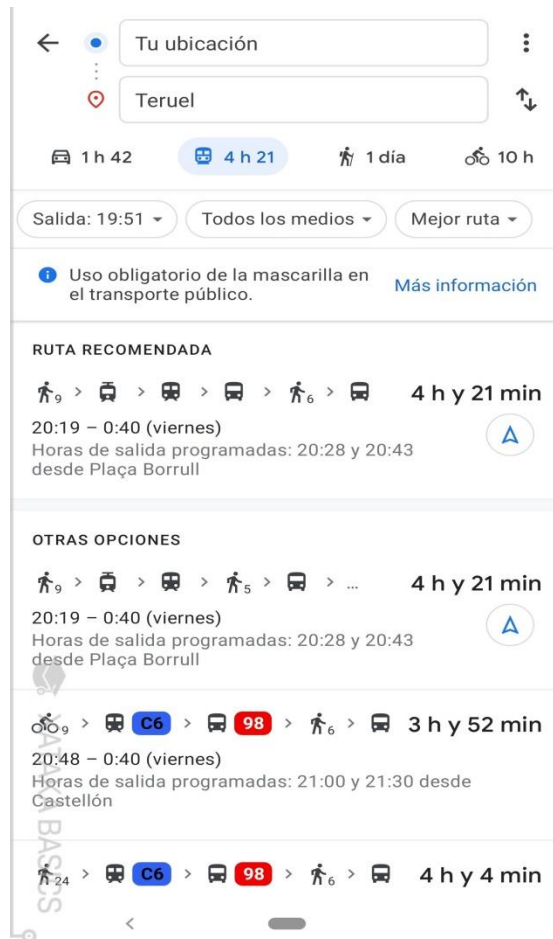 Tu ubicación
Teruel
1 h 42
4 h 21
1 día
10 h
Salida: 19:51
Todos los medios
Mejor ruta
Uso obligatorio de la mascarilla en
el transporte público.
Más información
RUTA RECOMENDADA
9 > > > > 6 > 4 h y 21 min
20:19 – 0:40 (viernes)
Horas de salida programadas: 20:28 y 20:43
desde Plaça Borrull
OTRAS OPCIONES
9 > > > 5 > > ... 4 h y 21 min
20:19 – 0:40 (viernes)
Horas de salida programadas: 20:28 y 20:43
desde Plaça Borrull
9 > C6 > 98 > 6 > 3 h y 52 min
20:48 – 0:40 (viernes)
Horas de salida programadas: 21:00 y 21:30 desde
Castellón
24 > C6 > 98 > 6 > 4 h y 4 min
XATAKA BASICS